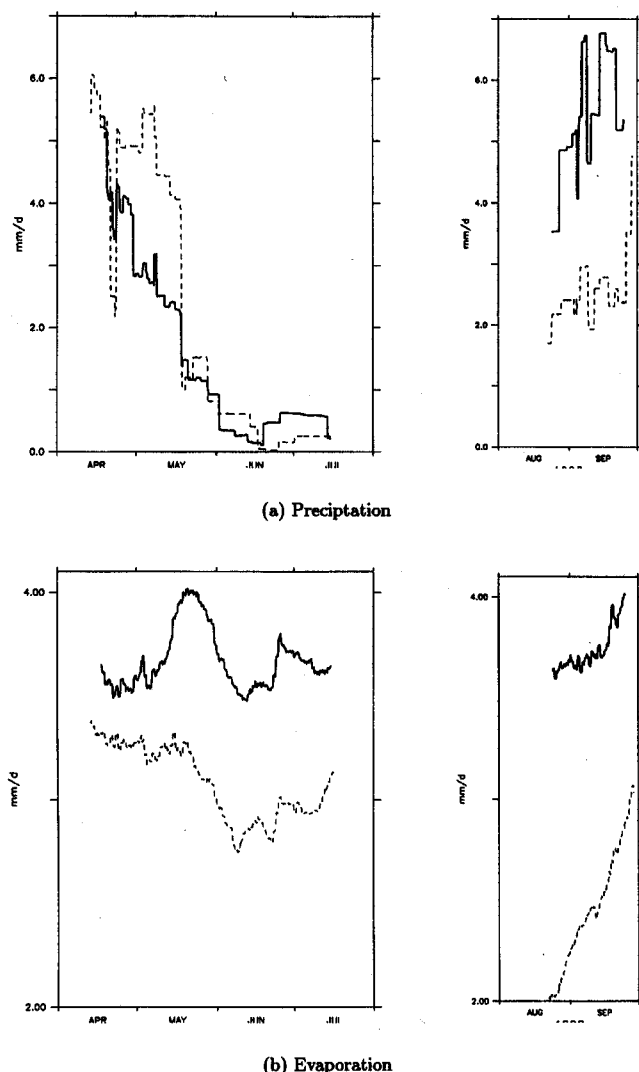 6.0
4.0
mm/d
2.0
0.0
APR MAY JUN JUL
6.0
4.0
mm/d
2.0
0.0
AUG SEP
(a) Preciptation
4.00
mm/d
2.00
APR MAY JUN JUL
4.00
mm/d
2.00
AUG SEP
(b) Evaporation